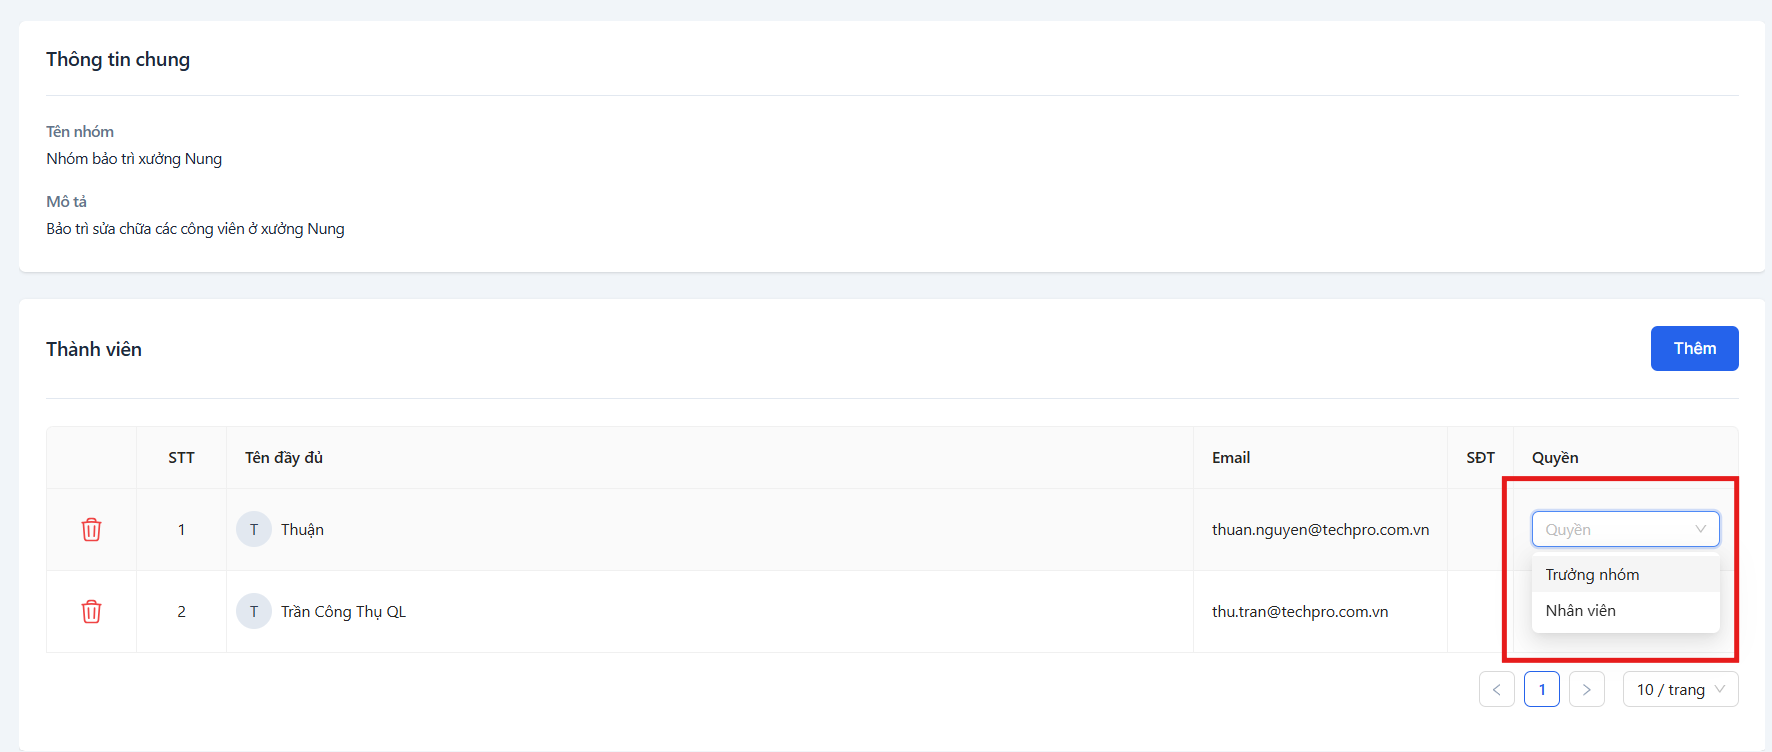 Thông tin chung
Tên nhóm
Nhóm bảo trì xưởng Nung
Mô tả
Bảo trì sửa chữa các công viên ở xưởng Nung
Thành viên
Thêm
STT Tên đầy đủ Email SĐT Quyền
1 T Thuận thuan.nguyen@techpro.com.vn Quyền
Trưởng nhóm
Nhân viên
2 T Trần Công Thụ QL thu.tran@techpro.com.vn
< 1 > 10 / trang